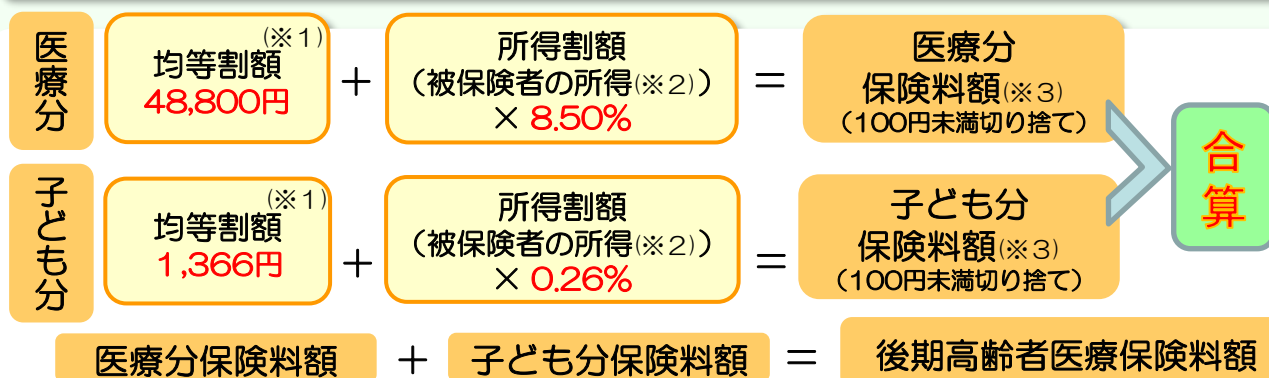 医療分
均等割額(※1)
48,800円
+
所得割額
(被保険者の所得(※2))
× 8.50%
=
医療分
保険料額(※3)
(100円未満切り捨て)
合算
子ども分
均等割額(※1)
1,366円
+
所得割額
(被保険者の所得(※2))
× 0.26%
=
子ども分
保険料額(※3)
(100円未満切り捨て)
医療分保険料額 + 子ども分保険料額 = 後期高齢者医療保険料額